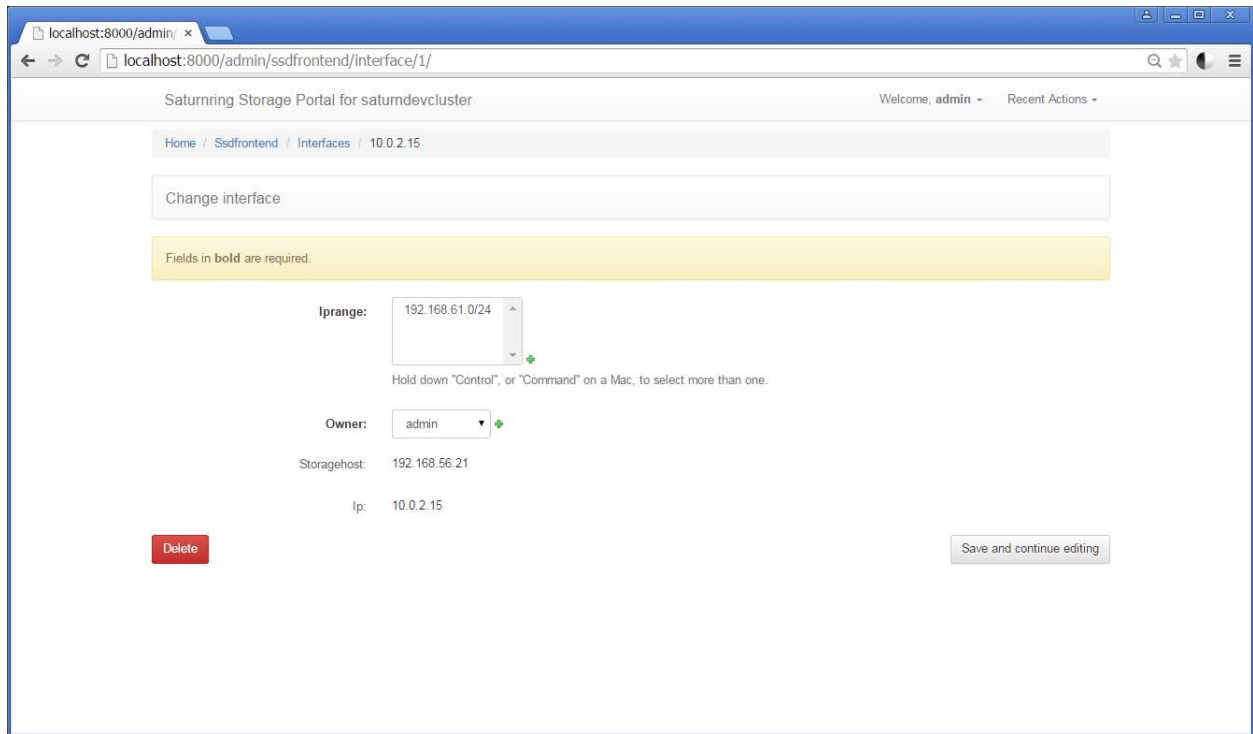 localhost:8000/admin/ ×
localhost:8000/admin/ssdfrontend/interface/1/
Saturnring Storage Portal for saturndevcluster
Welcome, admin
Recent Actions
Home / Ssdfrontend / Interfaces / 10.0.2.15
Change interface
Fields in bold are required.
Iprange:
192.168.61.0/24
Hold down "Control", or "Command" on a Mac, to select more than one.
Owner:
admin
Storagehost:
192.168.56.21
Ip:
10.0.2.15
Delete
Save and continue editing